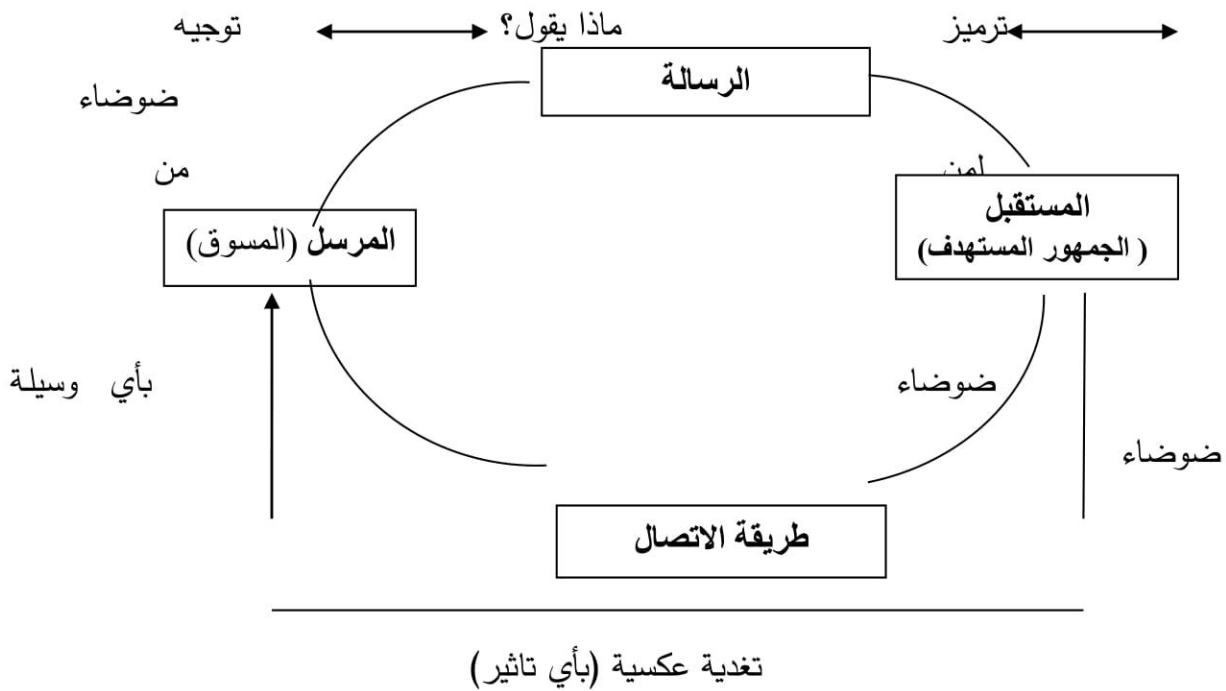 ترميز
ماذا يقول؟
توجيه
الرسالة
ضوضاء
لمن
من
المستقبل
( الجمهور المستهدف)
المرسل (المسوق)
ضوضاء
بأي وسيلة
ضوضاء
طريقة الاتصال
تغدية عكسية (بأي تاثير)